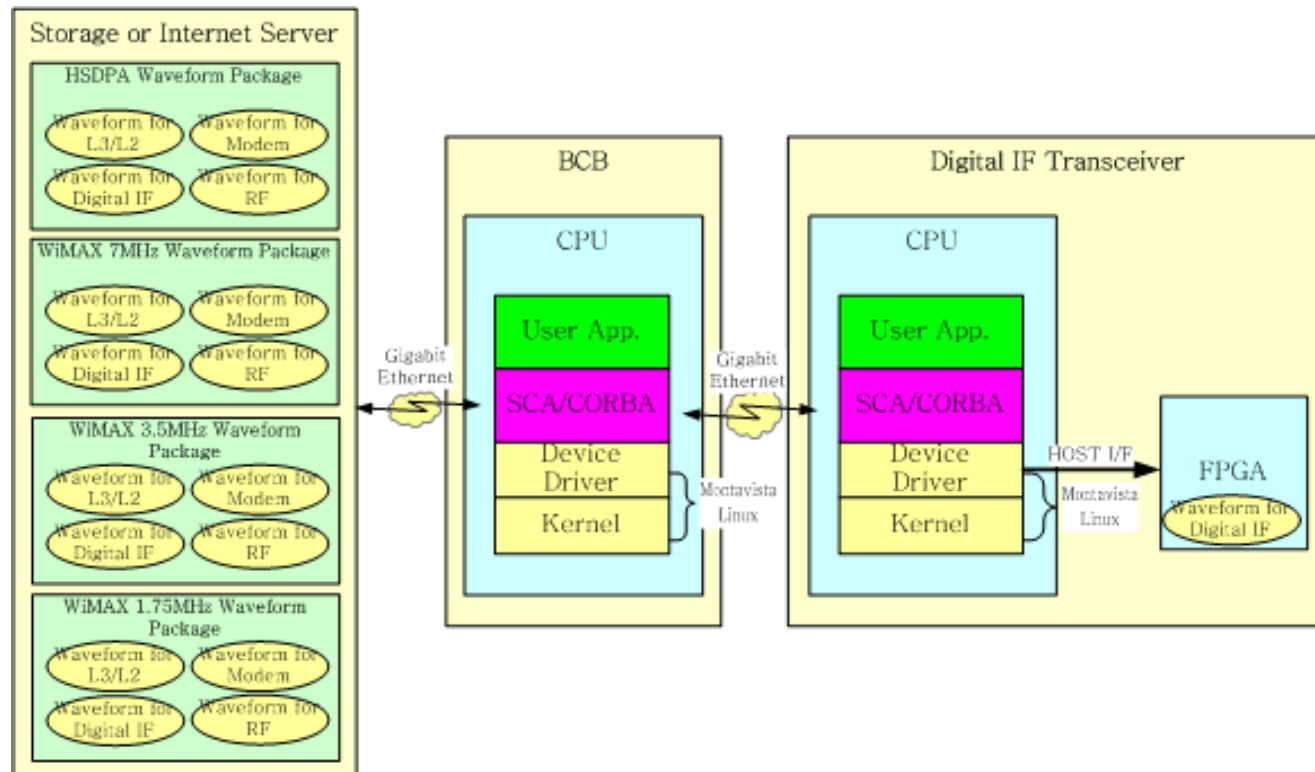 Storage or Internet Server
HSDPA Waveform Package
Waveform for
L3/L2
Waveform for
Modem
Waveform for
Digital IF
Waveform for
RF
WiMAX 7MHz Waveform Package
Waveform for
L3/L2
Waveform for
Modem
Waveform for
Digital IF
Waveform for
RF
WiMAX 3.5MHz Waveform
Package
Waveform for
L3/L2
Waveform for
Modem
Waveform for
Digital IF
Waveform for
RF
WiMAX 1.75MHz Waveform
Package
Waveform for
L3/L2
Waveform for
Modem
Waveform for
Digital IF
Waveform for
RF
Gigabit
Ethernet
BCB
CPU
User App.
SCA/CORBA
Device
Driver
Kernel
Montavista
Linux
Gigabit
Ethernet
Digital IF Transceiver
CPU
User App.
SCA/CORBA
Device
Driver
Kernel
HOST I/F
Montavista
Linux
FPGA
Waveform for
Digital IF